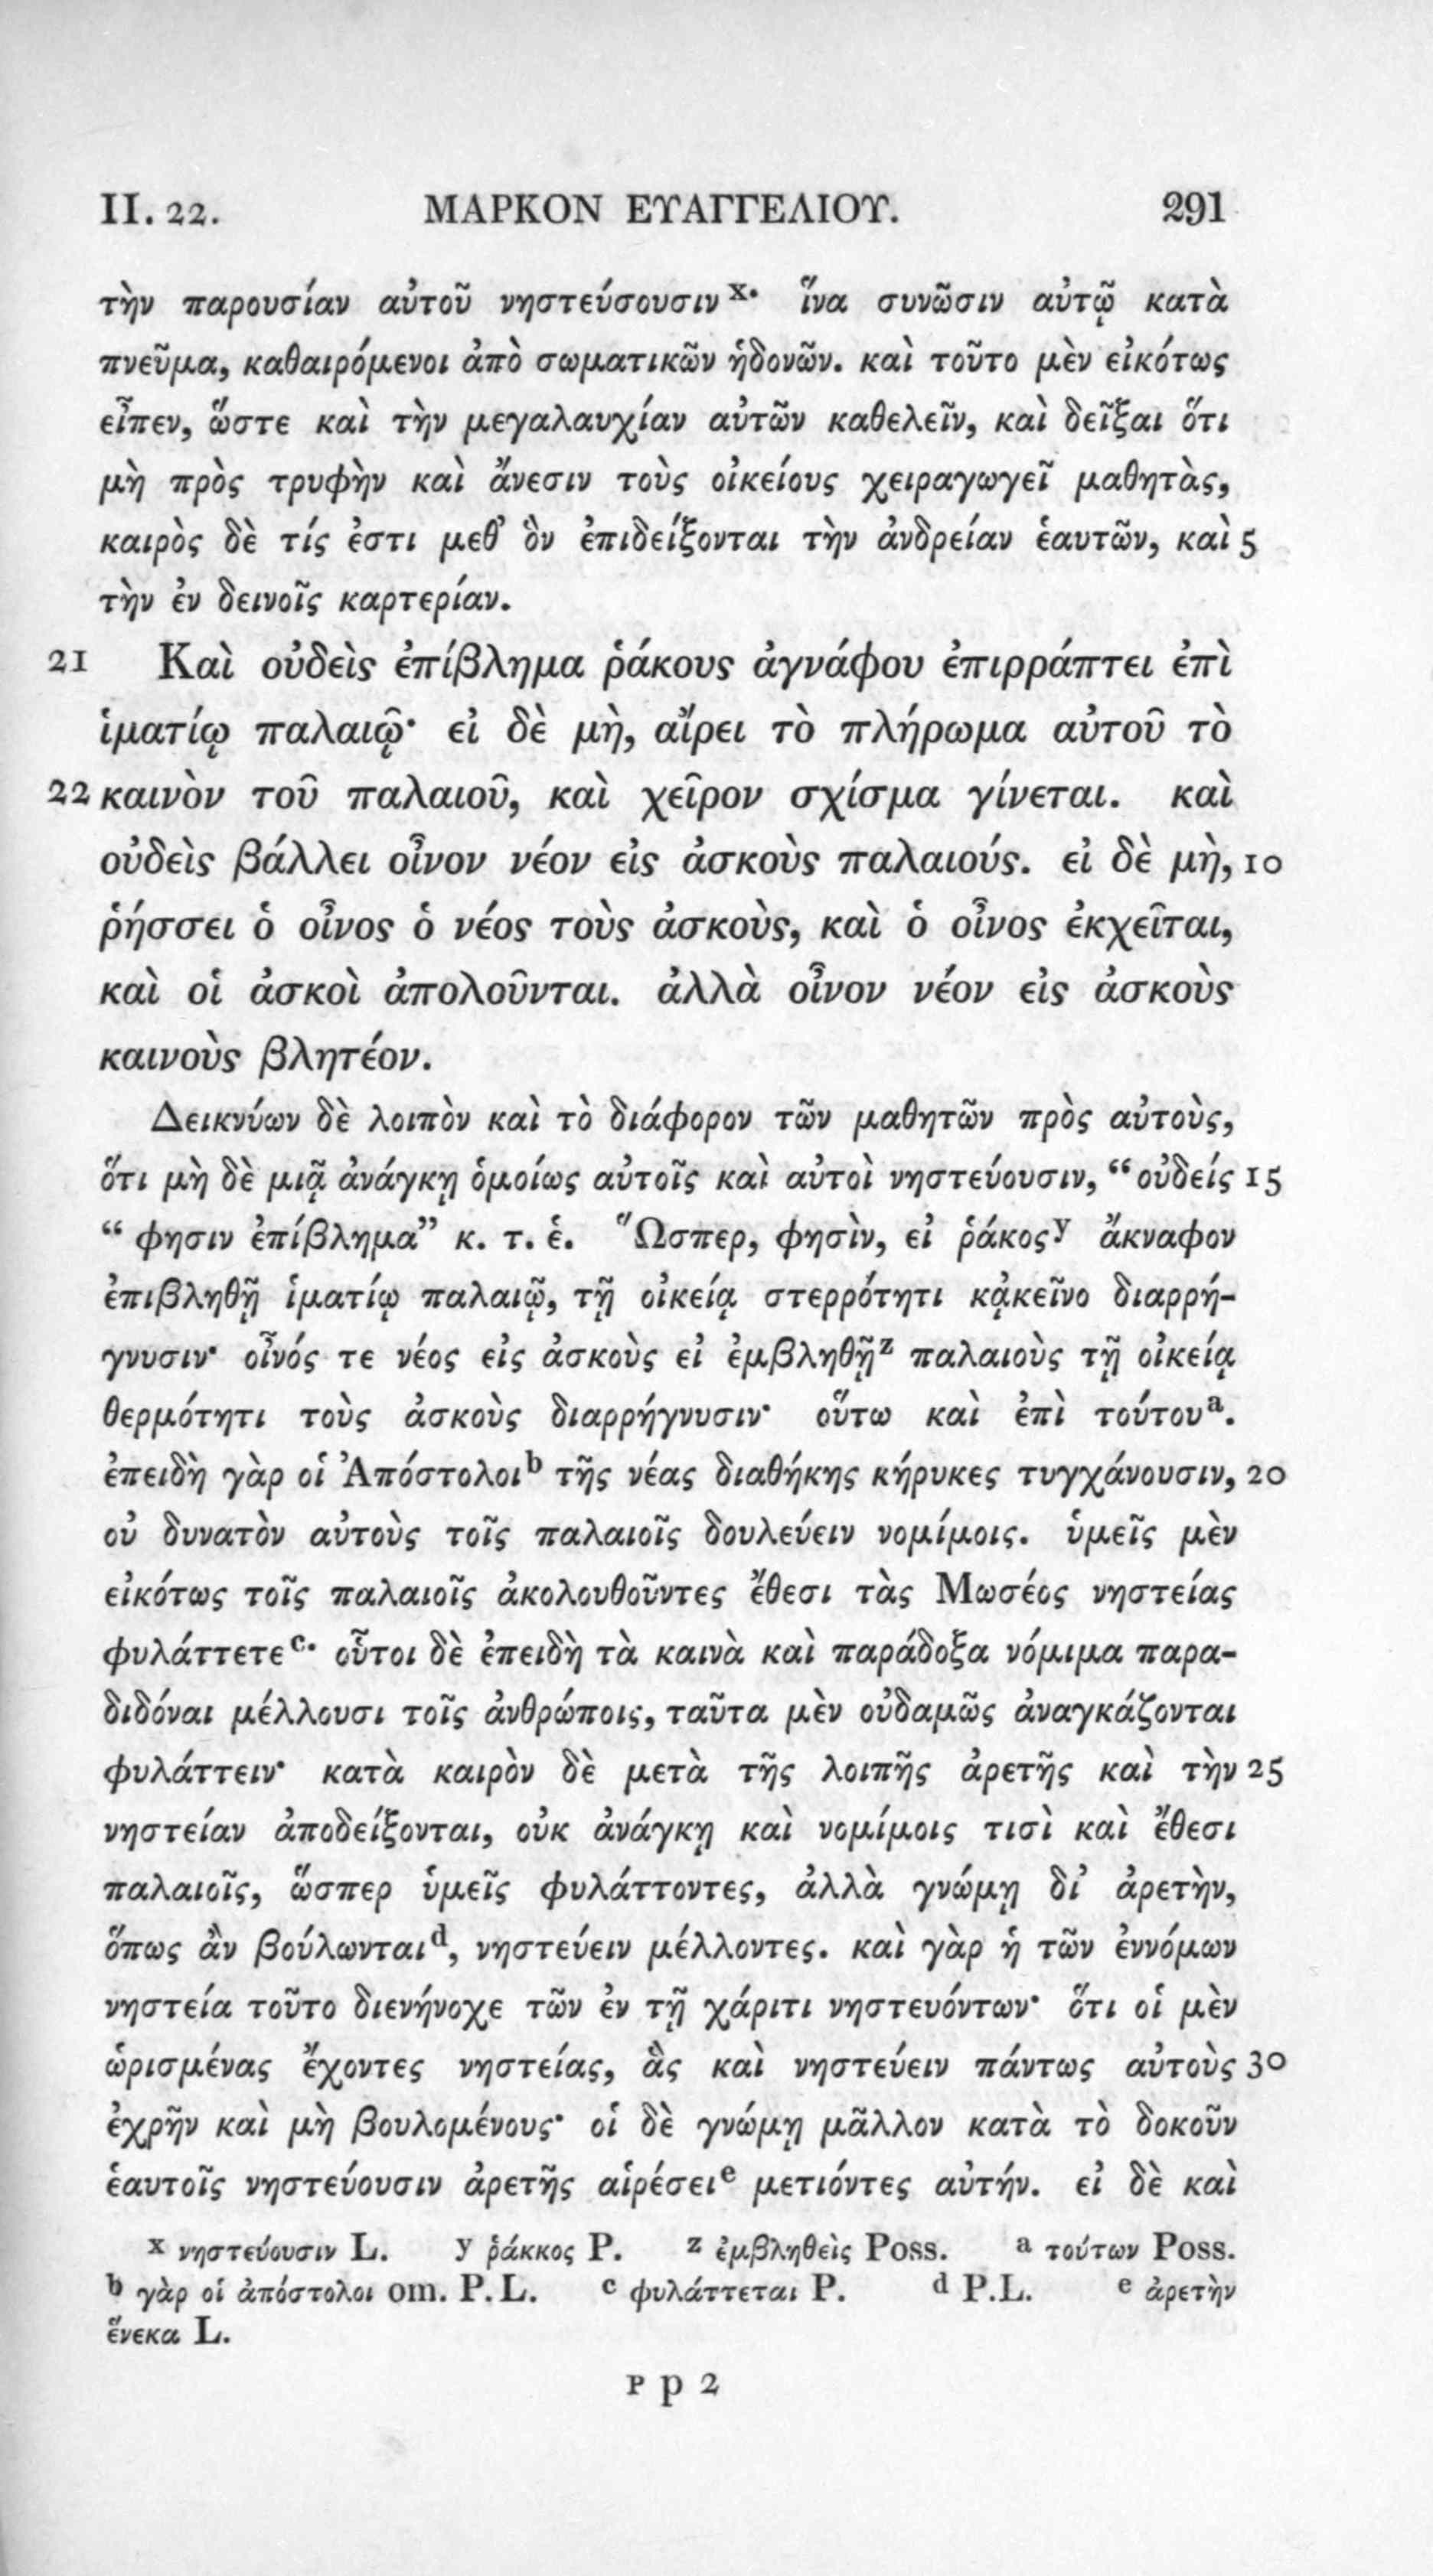 II. 22. ΜΑΡΚΟΝ ΕΥΑΓΓΕΛΙΟΥ. 291
τὴν παρουσίαν αὐτοῦ νηστεύσουσιν x· ἵνα συνῶσιν αὐτῷ κατὰ
πνεῦμα, καθαιρόμενοι ἀπὸ σωματικῶν ἡδονῶν. καὶ τοῦτο μὲν εἰκότως
εἶπεν, ὥστε καὶ τὴν μεγαλαυχίαν αὐτῶν καθελεῖν, καὶ δεῖξαι ὅτι
μὴ πρὸς τρυφὴν καὶ ἄνεσιν τοὺς οἰκείους χειραγωγεῖ μαθητὰς,
καιρὸς δὲ τίς ἐστι μεθ’ ὃν ἐπιδείξονται τὴν ἀνδρείαν ἑαυτῶν, καὶ 5
τὴν ἐν δεινοῖς καρτερίαν.
21 Καὶ οὐδεὶς ἐπίβλημα ῥάκους ἀγνάφου ἐπιρράπτει ἐπὶ
ἱματίῳ παλαιῷ· εἰ δὲ μὴ, αἴρει τὸ πλήρωμα αὐτοῦ τὸ
22 καινὸν τοῦ παλαιοῦ, καὶ χεῖρον σχίσμα γίνεται. καὶ
οὐδεὶς βάλλει οἶνον νέον εἰς ἀσκοὺς παλαιούς. εἰ δὲ μὴ, 10
ῥήσσει ὁ οἶνος ὁ νέος τοὺς ἀσκοὺς, καὶ ὁ οἶνος ἐκχεῖται,
καὶ οἱ ἀσκοὶ ἀπολοῦνται. ἀλλὰ οἶνον νέον εἰς ἀσκοὺς
καινοὺς βλητέον.
Δεικνύων δὲ λοιπὸν καὶ τὸ διάφορον τῶν μαθητῶν πρὸς αὐτοὺς,
ὅτι μὴ δὲ μιᾷ ἀνάγκῃ ὁμοίως αὐτοῖς καὶ αὐτοὶ νηστεύουσιν, “ οὐδείς 15
“ φησιν ἐπίβλημα” κ. τ. ἑ. Ὥσπερ, φησὶν, εἰ ῥάκος y ἄκναφον
ἐπιβληθῇ ἱματίῳ παλαιῷ, τῇ οἰκείᾳ στερρότητι κᾀκεῖνο διαρρή-
γνυσιν· οἶνός τε νέος εἰς ἀσκοὺς εἰ ἐμβληθῇ z παλαιοὺς τῇ οἰκείᾳ
θερμότητι τοὺς ἀσκοὺς διαρρήγνυσιν· οὕτω καὶ ἐπὶ τούτου a.
ἐπειδὴ γὰρ οἱ Ἀπόστολοι b τῆς νέας διαθήκης κήρυκες τυγχάνουσιν, 20
οὐ δυνατὸν αὐτοὺς τοῖς παλαιοῖς δουλεύειν νομίμοις. ὑμεῖς μὲν
εἰκότως τοῖς παλαιοῖς ἀκολουθοῦντες ἔθεσι τὰς Μωσέος νηστείας
φυλάττετε c· οὗτοι δὲ ἐπειδὴ τὰ καινὰ καὶ παράδοξα νόμιμα παρα-
διδόναι μέλλουσι τοῖς ἀνθρώποις, ταῦτα μὲν οὐδαμῶς ἀναγκάζονται
φυλάττειν· κατὰ καιρὸν δὲ μετὰ τῆς λοιπῆς ἀρετῆς καὶ τὴν 25
νηστείαν ἀποδείξονται, οὐκ ἀνάγκῃ καὶ νομίμοις τισὶ καὶ ἔθεσι
παλαιοῖς, ὥσπερ ὑμεῖς φυλάττοντες, ἀλλὰ γνώμῃ δι’ ἀρετὴν,
ὅπως ἂν βούλωνται d, νηστεύειν μέλλοντες. καὶ γὰρ ἡ τῶν ἐννόμων
νηστεία τοῦτο διενήνοχε τῶν ἐν τῇ χάριτι νηστευόντων· ὅτι οἱ μὲν
ὡρισμένας ἔχοντες νηστείας, ἃς καὶ νηστεύειν πάντως αὐτοὺς 30
ἐχρῆν καὶ μὴ βουλομένους· οἱ δὲ γνώμῃ μᾶλλον κατὰ τὸ δοκοῦν
ἑαυτοῖς νηστεύουσιν ἀρετῆς αἱρέσει e μετιόντες αὐτήν. εἰ δὲ καὶ
x νηστεύουσιν L. y ῥάκκος P. z ἐμβληθεὶς Poss. a τούτων Poss.
b γὰρ οἱ ἀπόστολοι om. P. L. c φυλάττεται P. d P.L. e ἀρετὴν
ἕνεκα L.
P p 2